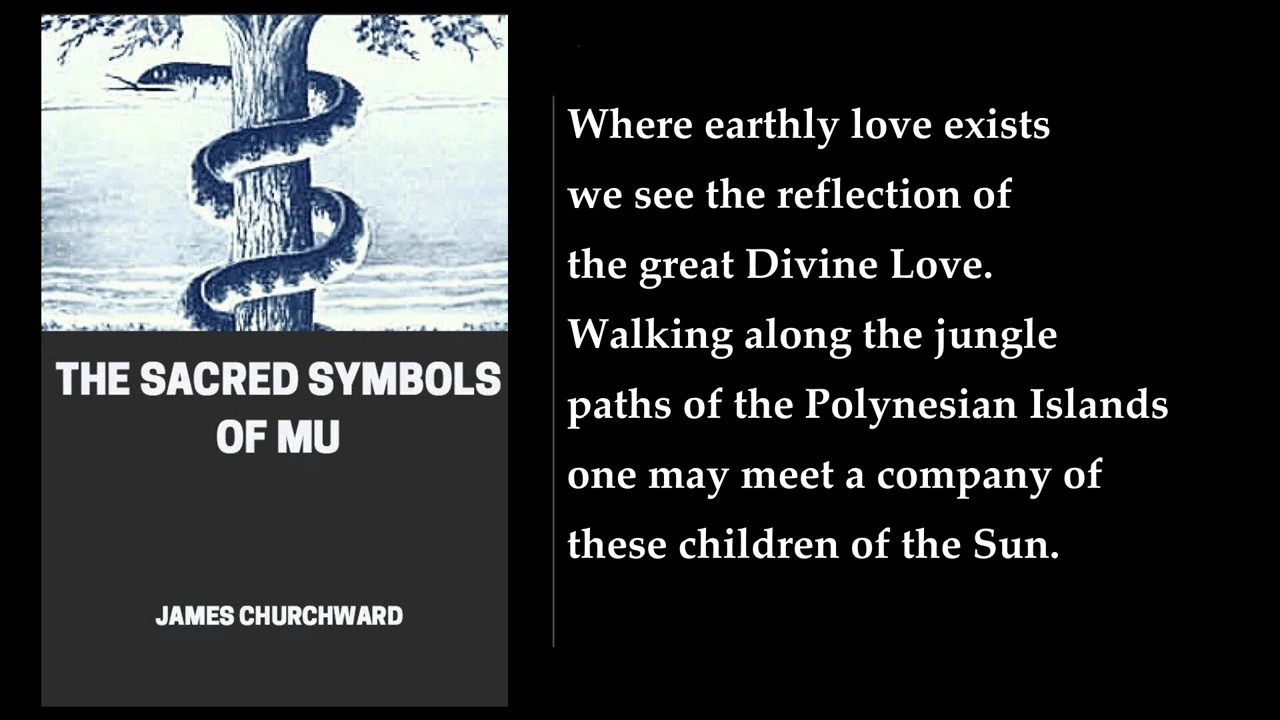 THE SACRED SYMBOLS
OF MU
JAMES CHURCHWARD
Where earthly love exists
we see the reflection of
the great Divine Love.
Walking along the jungle
paths of the Polynesian Islands
one may meet a company of
these children of the Sun.